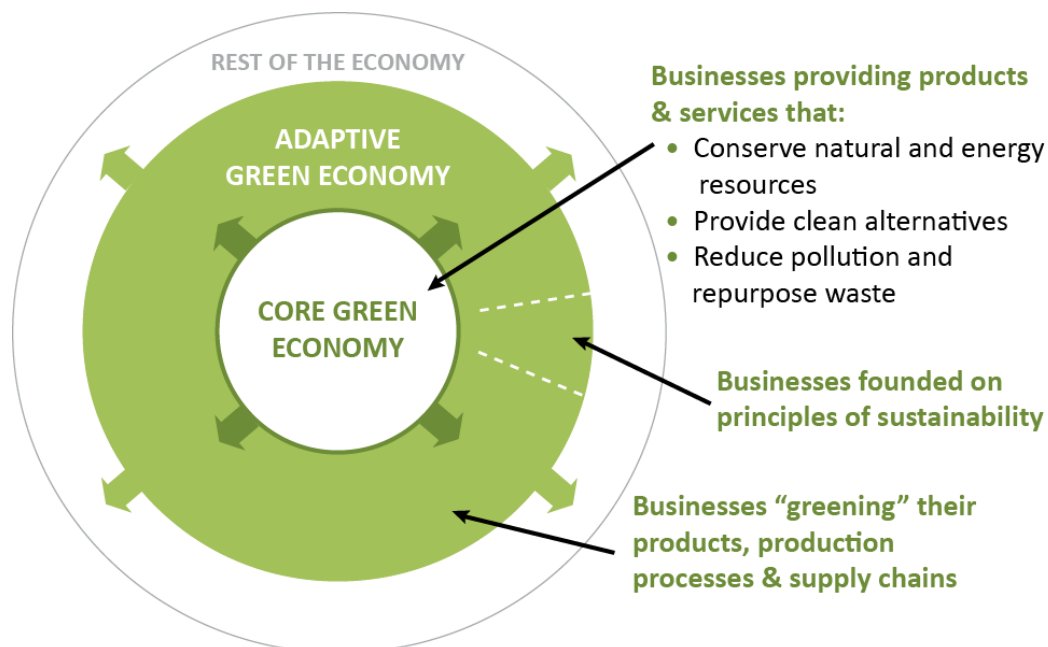 REST OF THE ECONOMY
ADAPTIVE
GREEN ECONOMY
CORE GREEN
ECONOMY
Businesses providing products
& services that:
• Conserve natural and energy
resources
• Provide clean alternatives
• Reduce pollution and
repurpose waste
Businesses founded on
principles of sustainability
Businesses “greening” their
products, production
processes & supply chains